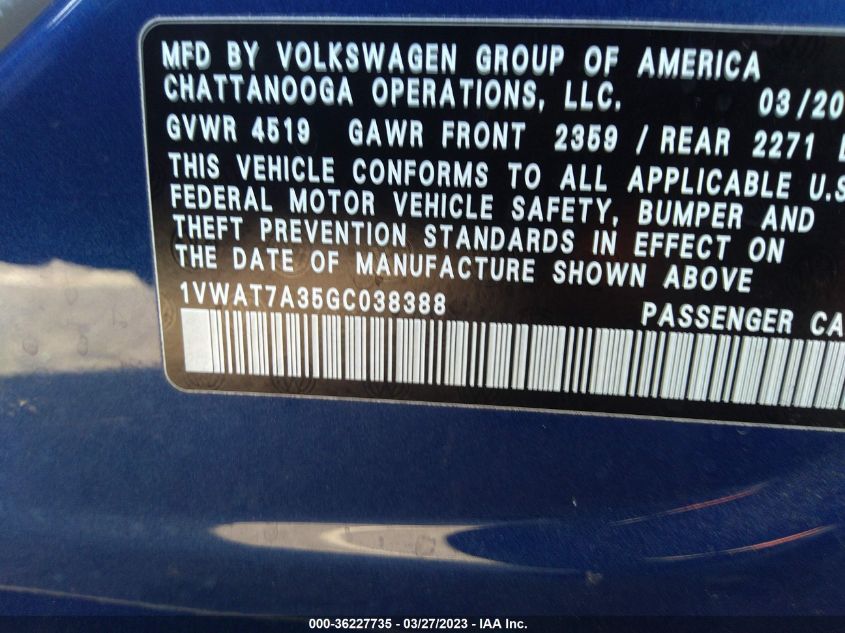 MFD BY VOLKSWAGEN GROUP OF AMERICA
CHATTANOOGA OPERATIONS, LLC. 03/20
GVWR 4519 GAWR FRONT 2359 / REAR 2271
THIS VEHICLE CONFORMS TO ALL APPLICABLE U.S
FEDERAL MOTOR VEHICLE SAFETY, BUMPER AND
THEFT PREVENTION STANDARDS IN EFFECT ON
THE DATE OF MANUFACTURE SHOWN ABOVE
1VWAT7A35GC038388 PASSENGER CA
000-36227735 - 03/27/2023 - IAA Inc.